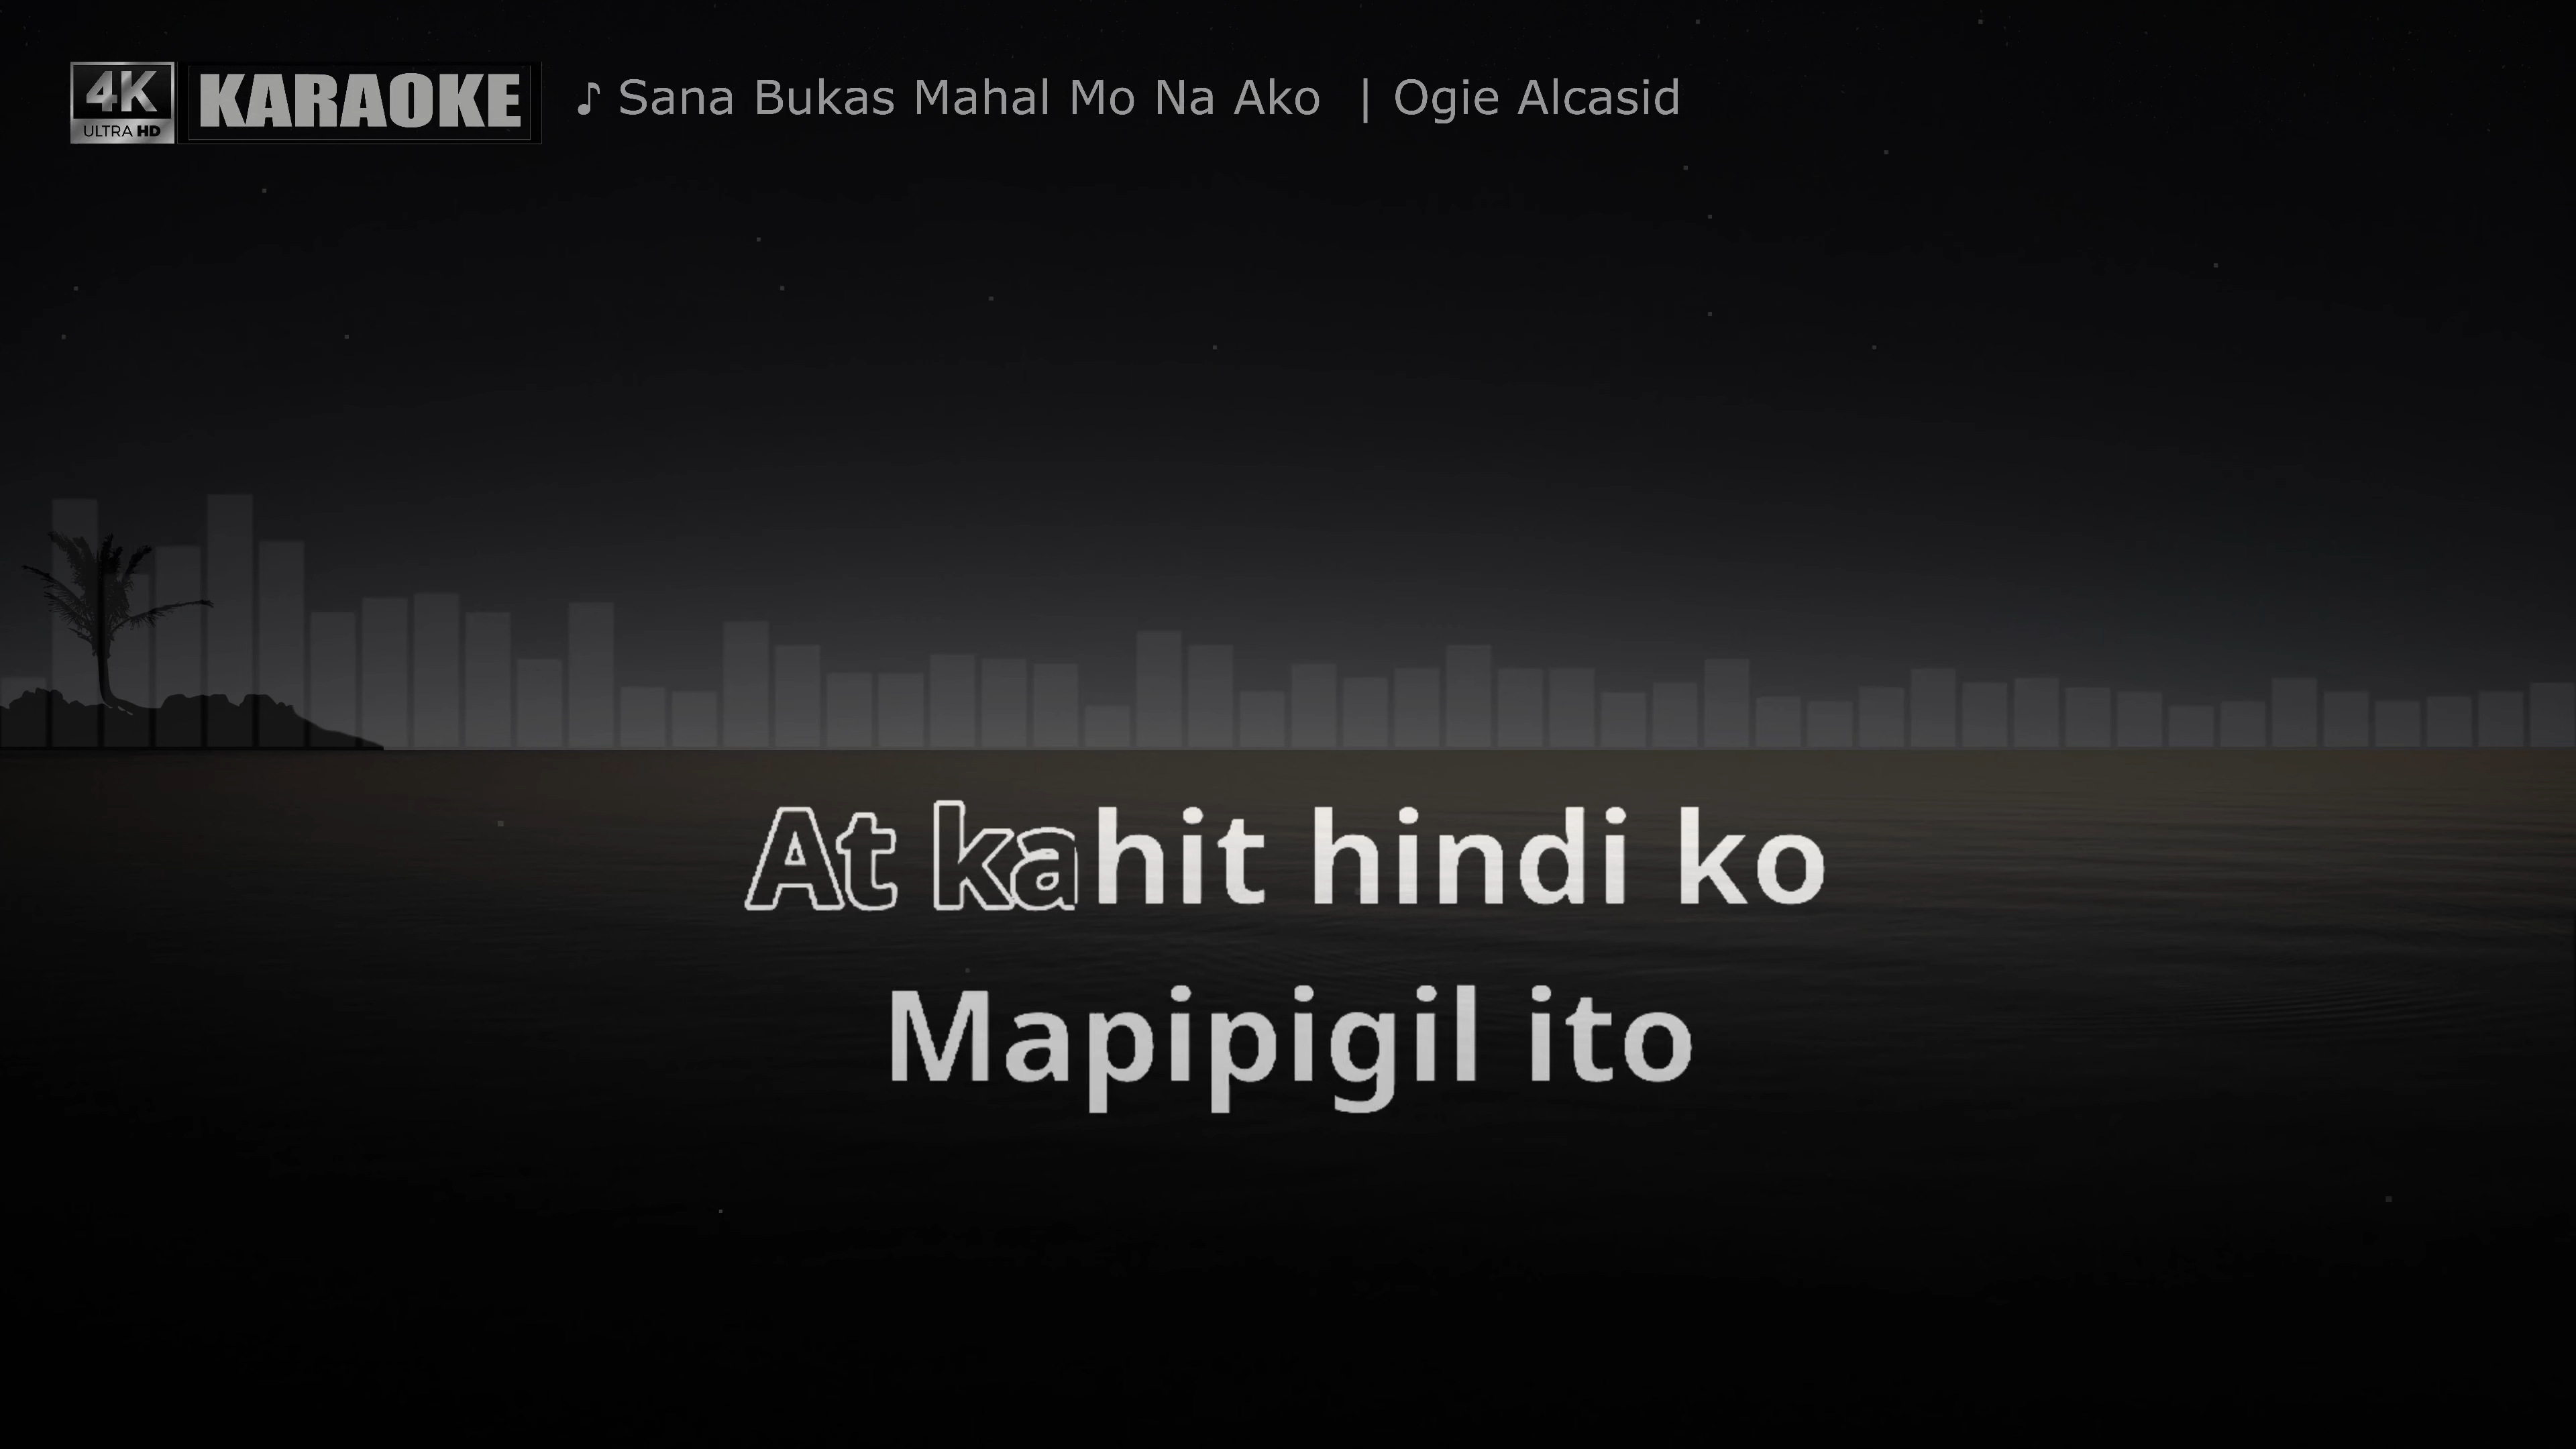 4K
ULTRA HD
KARAOKE
♪ Sana Bukas Mahal Mo Na Ako | Ogie Alcasid
At kahit hindi ko
Mapipigil ito